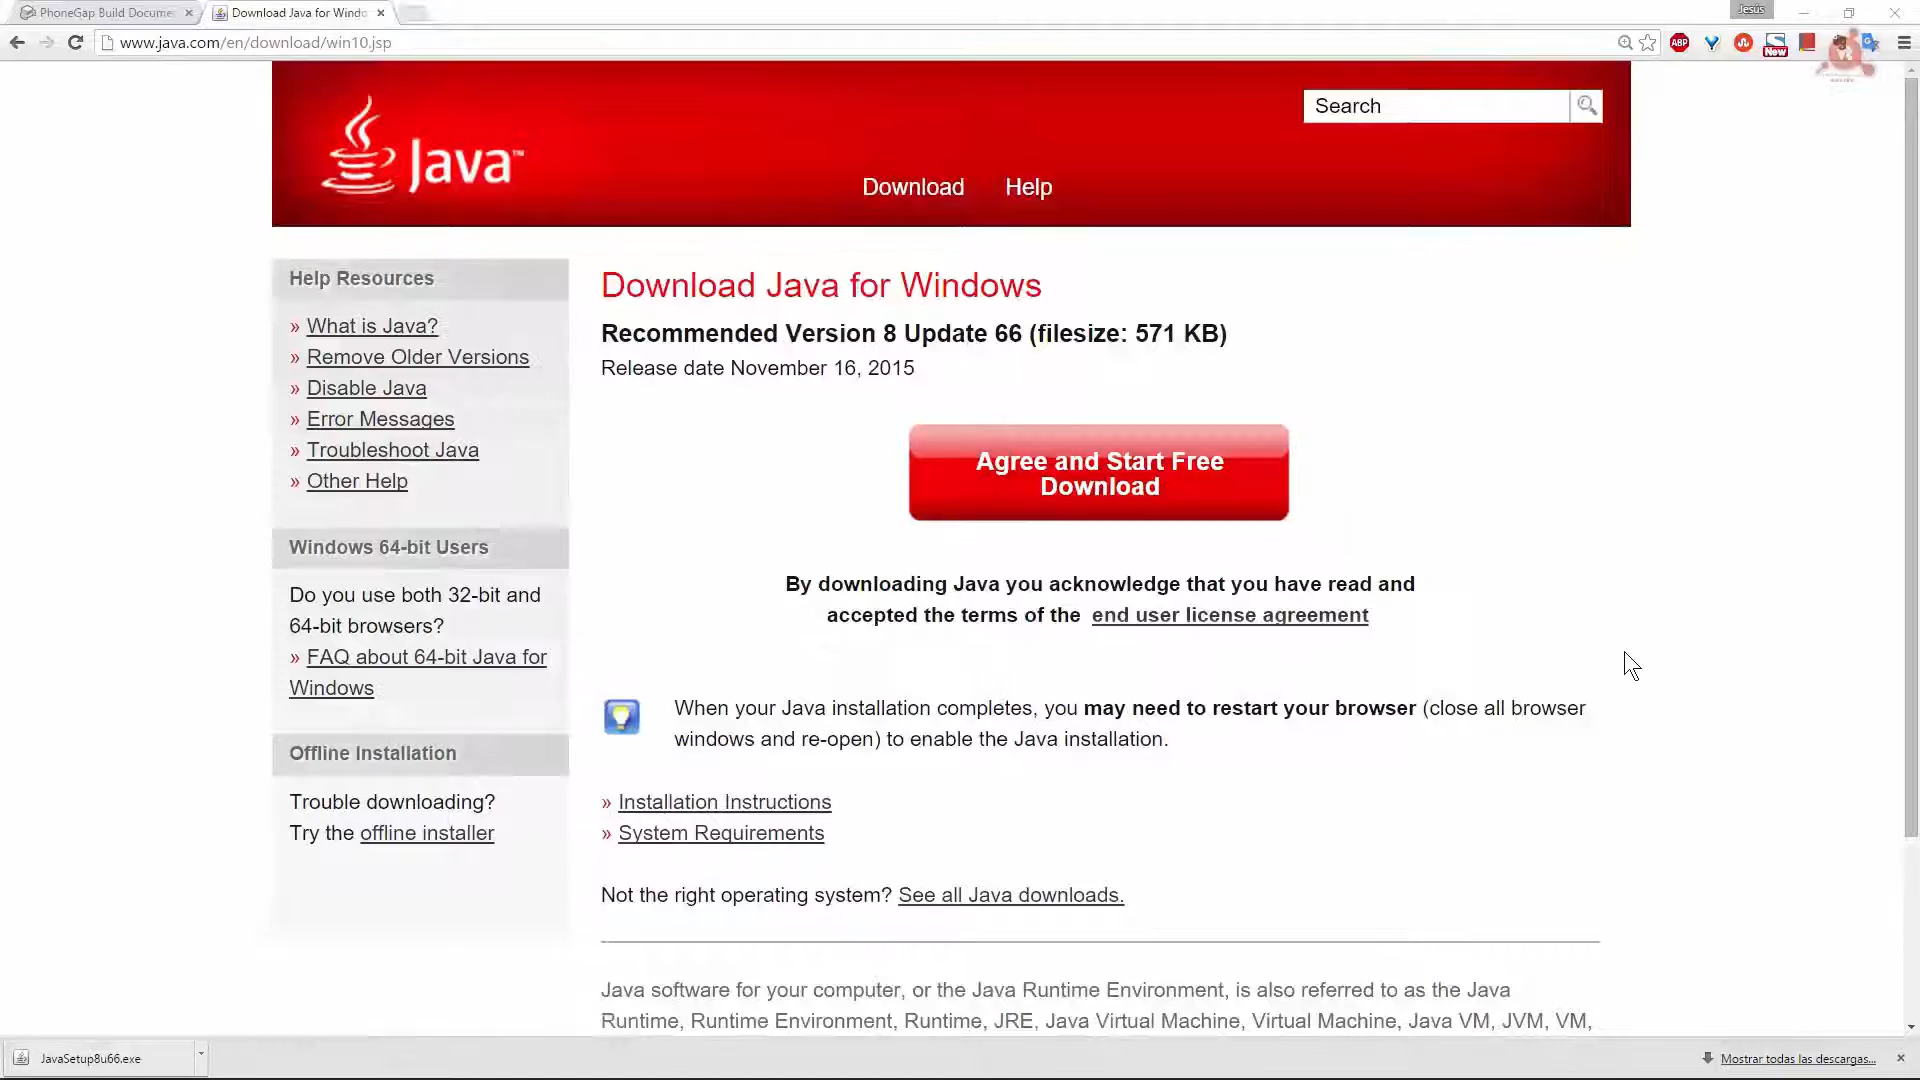 PhoneGap Build Docume
Download Java for Windo
Jesús
www.java.com/en/download/win10.jsp
ABP
New
Java™
Search
Download
Help
Help Resources
» What is Java?
» Remove Older Versions
» Disable Java
» Error Messages
» Troubleshoot Java
» Other Help
Windows 64-bit Users
Do you use both 32-bit and
64-bit browsers?
» FAQ about 64-bit Java for
Windows
Offline Installation
Trouble downloading?
Try the offline installer
Download Java for Windows
Recommended Version 8 Update 66 (filesize: 571 KB)
Release date November 16, 2015
Agree and Start Free
Download
By downloading Java you acknowledge that you have read and
accepted the terms of the end user license agreement
When your Java installation completes, you may need to restart your browser (close all browser
windows and re-open) to enable the Java installation.
» Installation Instructions
» System Requirements
Not the right operating system? See all Java downloads.
Java software for your computer, or the Java Runtime Environment, is also referred to as the Java
Runtime, Runtime Environment, Runtime, JRE, Java Virtual Machine, Virtual Machine, Java VM, JVM, VM,
JavaSetup8u66.exe
Mostrar todas las descargas...